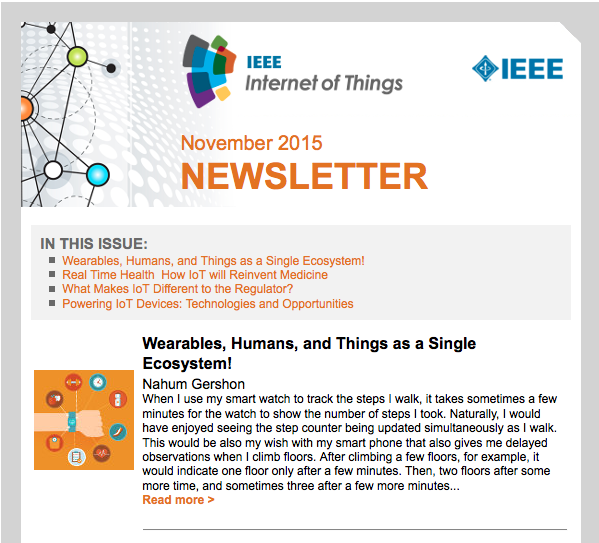 IEEE
Internet of Things
IEEE
November 2015
NEWSLETTER
IN THIS ISSUE:
Wearables, Humans, and Things as a Single Ecosystem!
Real Time Health  How IoT will Reinvent Medicine
What Makes IoT Different to the Regulator?
Powering IoT Devices: Technologies and Opportunities
Wearables, Humans, and Things as a Single
Ecosystem!
Nahum Gershon
When I use my smart watch to track the steps I walk, it takes sometimes a few
minutes for the watch to show the number of steps I took. Naturally, I would
have enjoyed seeing the step counter being updated simultaneously as I walk.
This would be also my wish with my smart phone that also gives me delayed
observations when I climb floors. After climbing a few floors, for example, it
would indicate one floor only after a few minutes. Then, two floors after some
more time, and sometimes three after a few more minutes...
Read more >